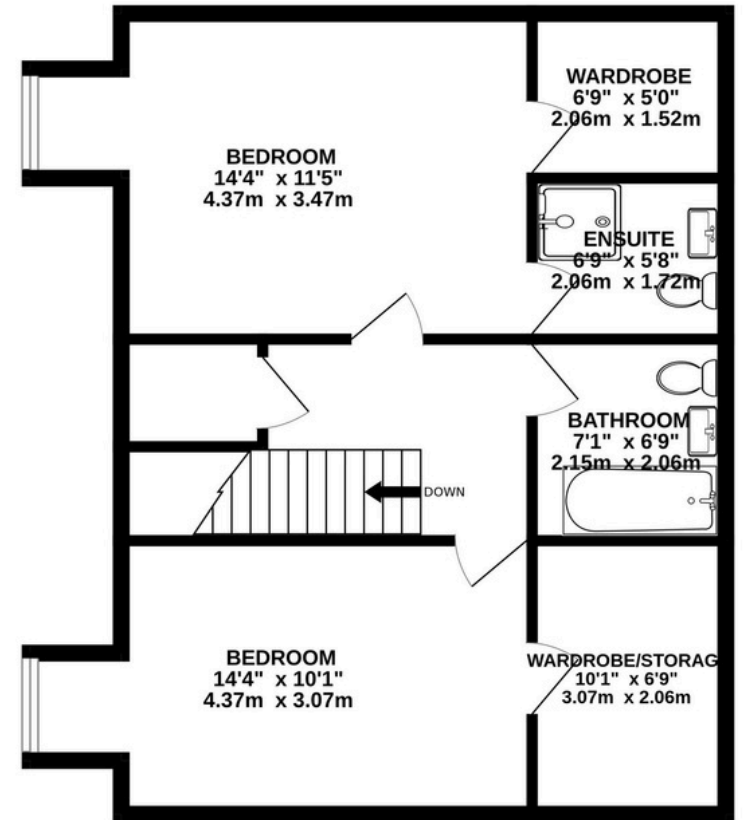 WARDROBE
6'9" x 5'0"
2.06m x 1.52m
BEDROOM
14'4" x 11'5"
4.37m x 3.47m
ENSUITE
6'9" x 5'8"
2.06m x 1.72m
BATHROOM
7'1" x 6'9"
2.15m x 2.06m
DOWN
BEDROOM
14'4" x 10'1"
4.37m x 3.07m
WARDROBE/STORAG
10'1" x 6'9"
3.07m x 2.06m